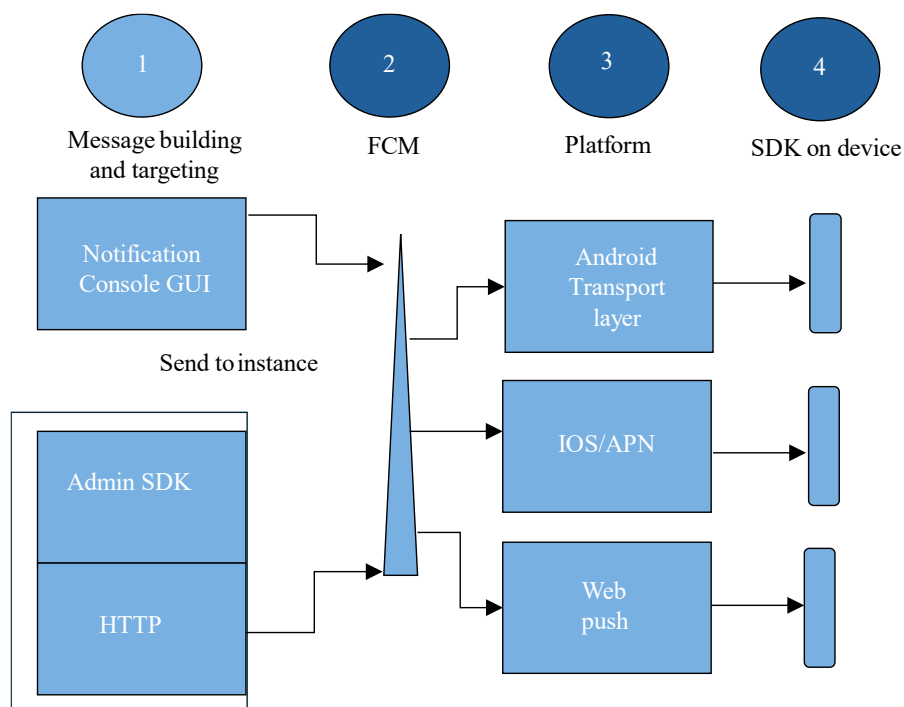 1
2
3
4
Message building
and targeting
FCM
Platform
SDK on device
Notification
Console GUI
Android
Transport
layer
Send to instance
IOS/APN
Admin SDK
HTTP
Web
push